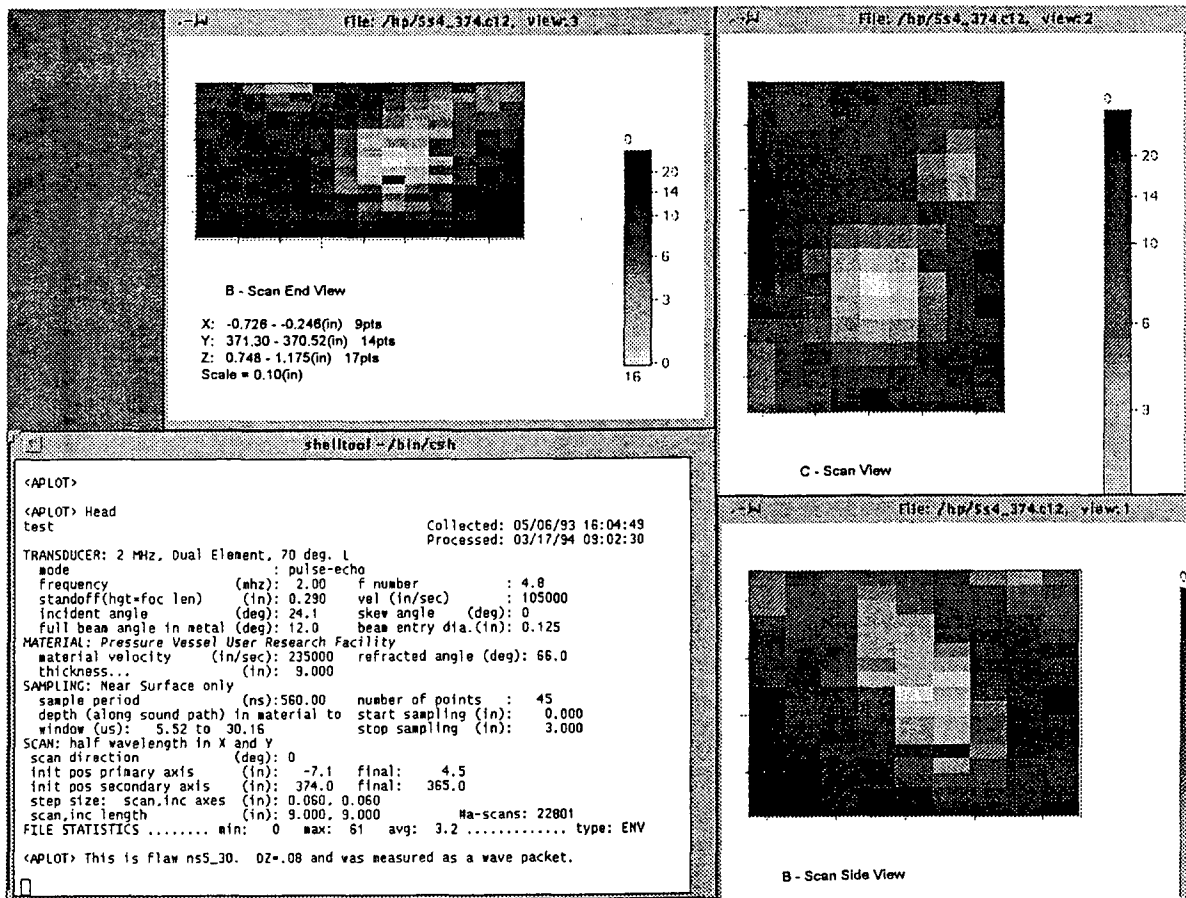 File: /hp/5s4_374.c12, view:3
0
20
14
10
6
3
0
16
B - Scan End View
X: -0.726 - -0.246(in) 9pts
Y: 371.30 - 370.52(in) 14pts
Z: 0.748 - 1.175(in) 17pts
Scale = 0.10(in)
File: /hp/5s4_374.c12, view:2
0
20
14
10
6
3
C - Scan View
shelltool - /bin/csh
<APLOT>
<APLOT> Head
test Collected: 05/06/93 16:04:49
Processed: 03/17/94 09:02:30
TRANSDUCER: 2 MHz, Dual Element, 70 deg. L
mode : pulse-echo
frequency (mhz): 2.00 f number : 4.8
standoff(hgt=foc len) (in): 0.290 vel (in/sec) : 105000
incident angle (deg): 24.1 skew angle (deg): 0
full beam angle in metal (deg): 12.0 beam entry dia.(in): 0.125
MATERIAL: Pressure Vessel User Research Facility
material velocity (in/sec): 235000 refracted angle (deg): 66.0
thickness... (in): 9.000
SAMPLING: Near Surface only
sample period (ns):560.00 number of points : 45
depth (along sound path) in material to start sampling (in): 0.000
window (us): 5.52 to 30.16 stop sampling (in): 3.000
SCAN: half wavelength in X and Y
scan direction (deg): 0
init pos primary axis (in): -7.1 final: 4.5
init pos secondary axis (in): 374.0 final: 365.0
step size: scan,inc axes (in): 0.060, 0.060
scan,inc length (in): 9.000, 9.000 #a-scans: 22801
FILE STATISTICS ........ min: 0 max: 61 avg: 3.2 ............. type: ENV
<APLOT> This is flaw ns5_30. DZ=.08 and was measured as a wave packet.
File: /hp/5s4_374.c12, view:1
0
B - Scan Side View